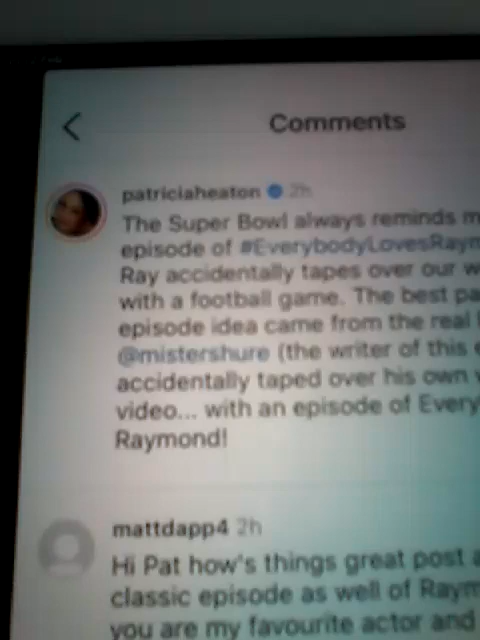 Comments
patriciaheaton 2h
The Super Bowl always reminds
episode of #EverybodyLovesRaym
Ray accidentally tapes over our
with a football game. The best
episode idea came from the real
@mistershure (the writer of this
accidentally taped over his own
video... with an episode of Every
Raymond!
mattdapp4 2h
Hi Pat how's things great post
classic episode as well of Raym
you are my favourite actor and